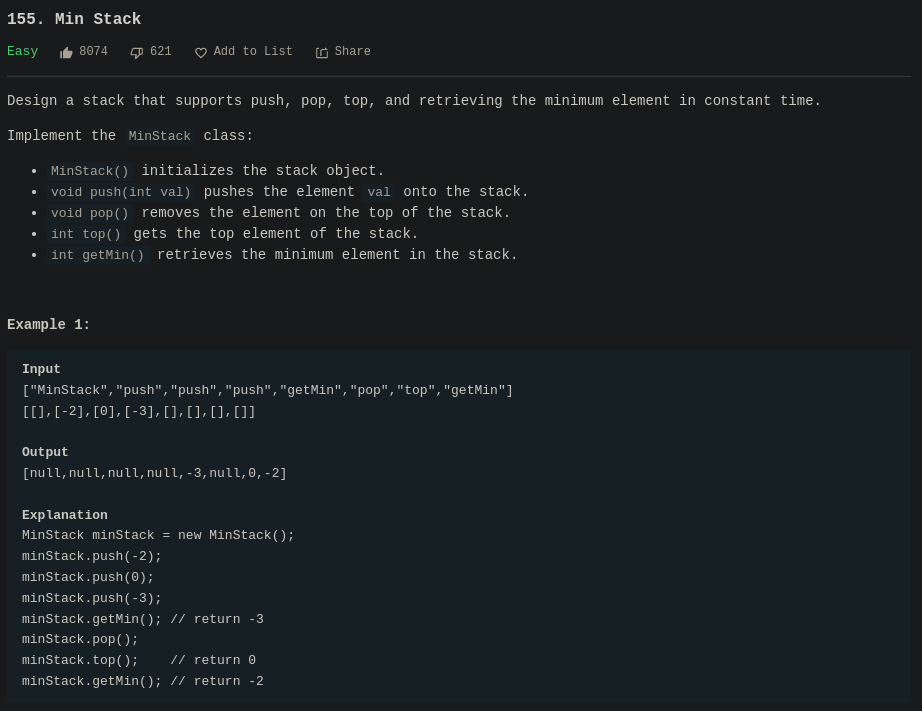 155. Min Stack
Easy 8074 621 Add to List Share
Design a stack that supports push, pop, top, and retrieving the minimum element in constant time.
Implement the MinStack class:
• MinStack() initializes the stack object.
• void push(int val) pushes the element val onto the stack.
• void pop() removes the element on the top of the stack.
• int top() gets the top element of the stack.
• int getMin() retrieves the minimum element in the stack.
Example 1:
Input
["MinStack","push","push","push","getMin","pop","top","getMin"]
[[],[-2],[0],[-3],[],[],[],[]]
Output
[null,null,null,null,-3,null,0,-2]
Explanation
MinStack minStack = new MinStack();
minStack.push(-2);
minStack.push(0);
minStack.push(-3);
minStack.getMin(); // return -3
minStack.pop();
minStack.top();    // return 0
minStack.getMin(); // return -2